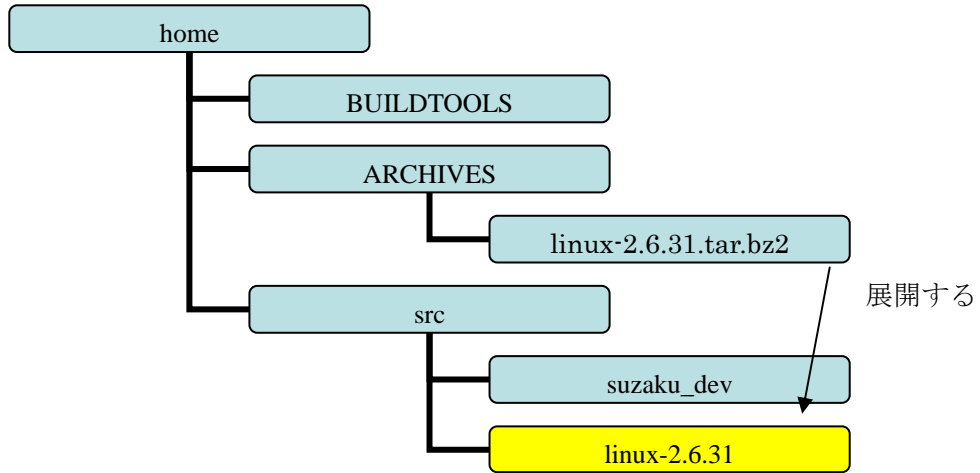 home
BUILDTOOLS
ARCHIVES
linux-2.6.31.tar.bz2
展開する
src
suzaku_dev
linux-2.6.31